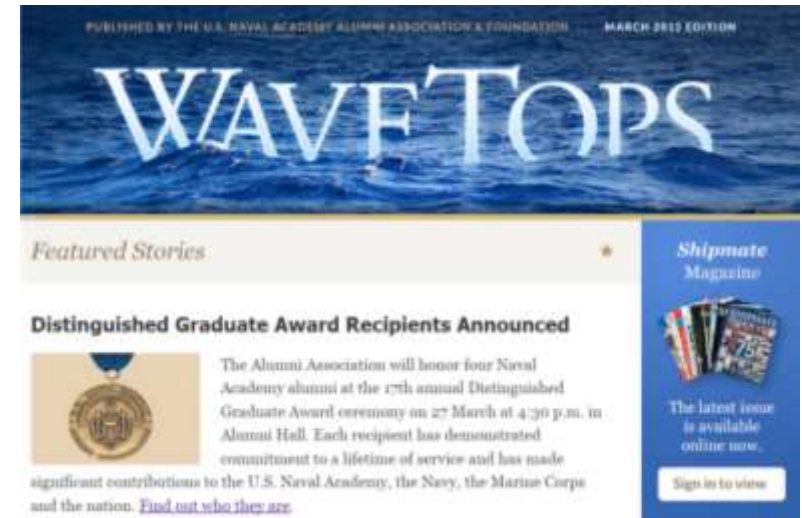 PUBLISHED BY THE U.S. NAVAL ACADEMY ALUMNI ASSOCIATION & FOUNDATION MARCH 2015 EDITION
WAVETOPS
Featured Stories
Distinguished Graduate Award Recipients Announced
The Alumni Association will honor four Naval
Academy alumni at the 17th annual Distinguished
Graduate Award ceremony on 27 March at 4:30 p.m. in
Alumni Hall. Each recipient has demonstrated
commitment to a lifetime of service and has made
significant contributions to the U.S. Naval Academy, the Navy, the Marine Corps
and the nation. Find out who they are.
Shipmate
Magazine
SHIPMATE
75
The latest issue
is available
online now.
Sign in to view